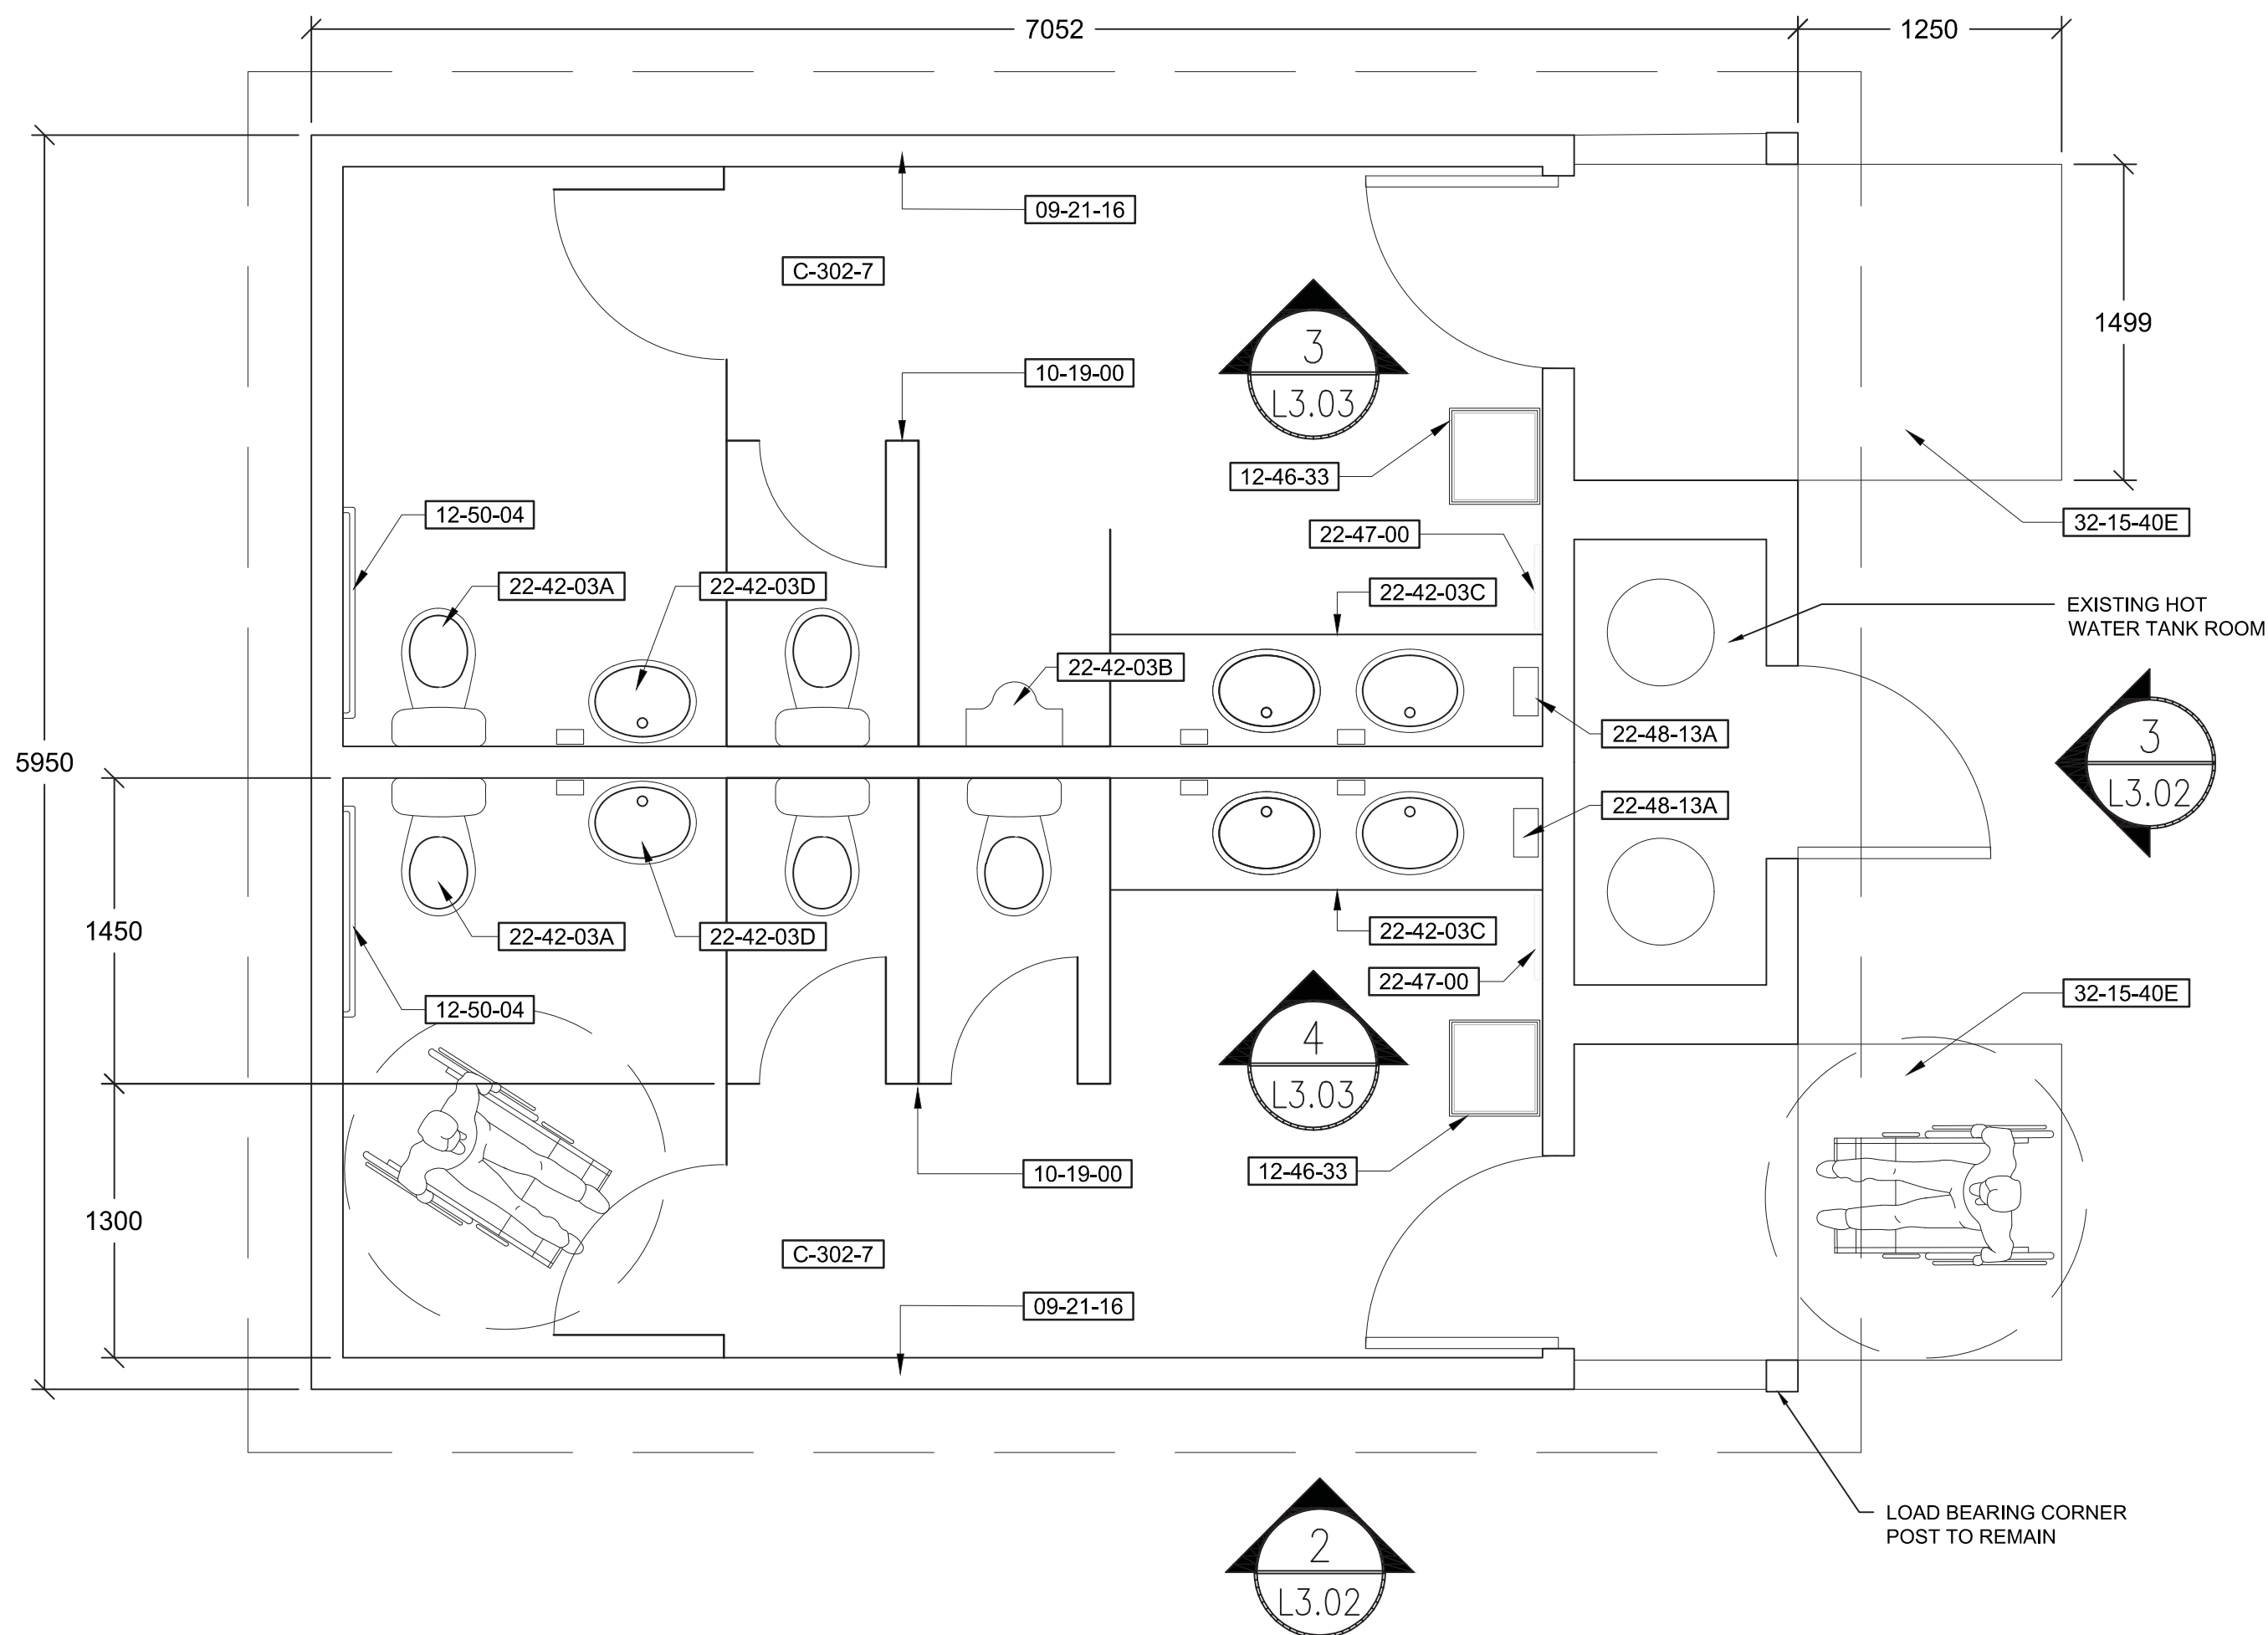 7052
1250
09-21-16
C-302-7
3
L3.03
1499
10-19-00
12-46-33
12-50-04
22-47-00
32-15-40E
22-42-03A
22-42-03D
22-42-03C
EXISTING HOT
WATER TANK ROOM
22-42-03B
22-48-13A
3
L3.02
5950
22-48-13A
1450
22-42-03A
22-42-03D
22-42-03C
22-47-00
32-15-40E
12-50-04
4
L3.03
10-19-00
12-46-33
1300
C-302-7
09-21-16
LOAD BEARING CORNER
POST TO REMAIN
2
L3.02